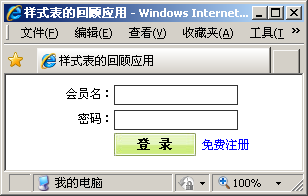 样式表的回顾应用 - Windows Internet...
文件(F) 编辑(E) 查看(V) 收藏夹(A) 工具(T) »
样式表的回顾应用
会员名：
密码：
登 录 免费注册
我的电脑 100%